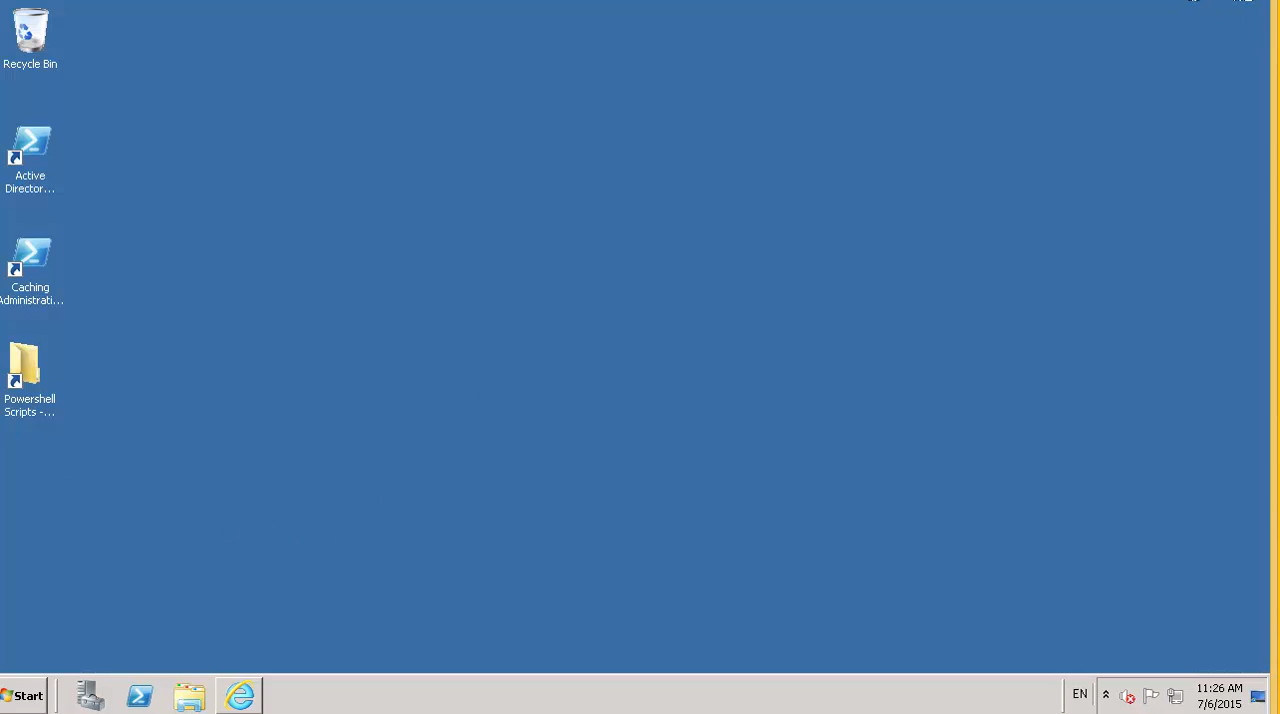 Recycle Bin
Active
Director...
Caching
Administrati...
Powershell
Scripts -...
Start
EN
11:26 AM
7/6/2015